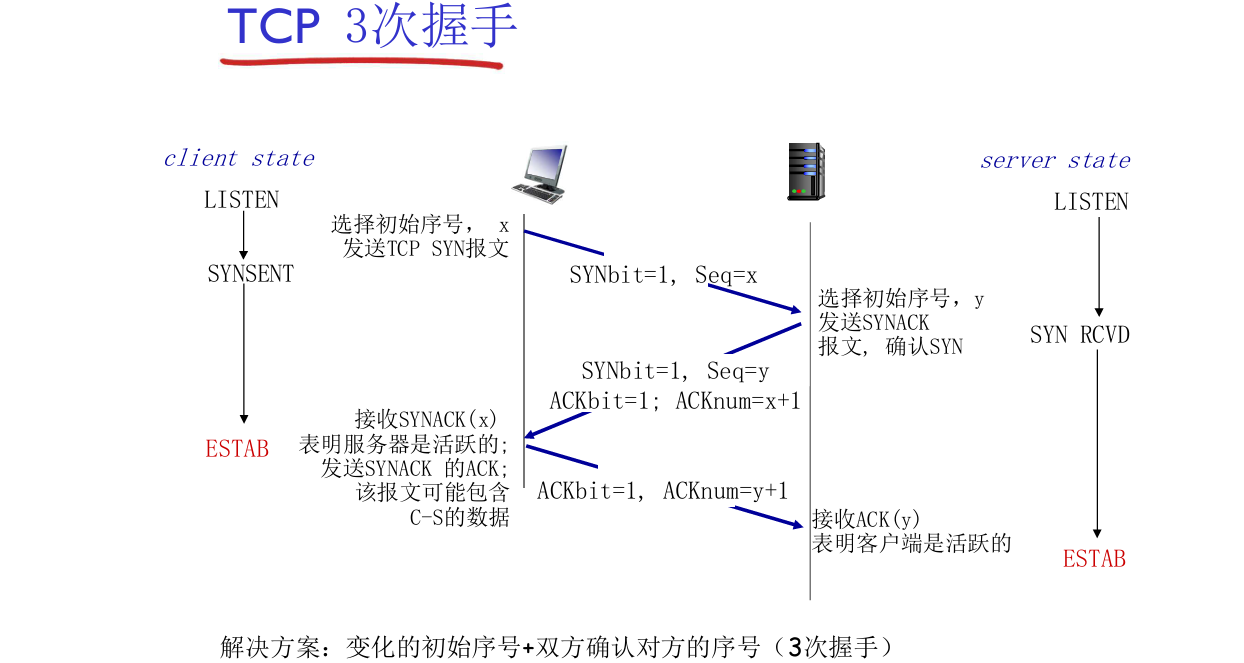 TCP 3次握手
client state
server state
LISTEN
LISTEN
选择初始序号， x
发送TCP SYN报文
SYNSENT
SYNbit=1, Seq=x
选择初始序号，y
发送SYNACK
报文, 确认SYN
SYN RCVD
SYNbit=1, Seq=y
ACKbit=1; ACKnum=x+1
接收SYNACK(x)
表明服务器是活跃的;
发送SYNACK 的ACK;
该报文可能包含
C-S的数据
ESTAB
ACKbit=1, ACKnum=y+1
接收ACK(y)
表明客户端是活跃的
ESTAB
解决方案：变化的初始序号+双方确认对方的序号（3次握手）